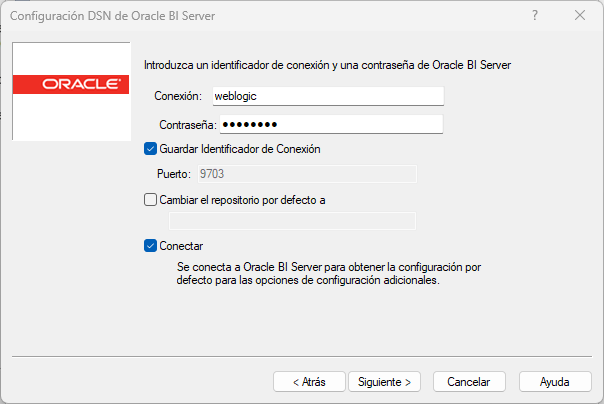 Configuración DSN de Oracle BI Server
ORACLE
Introduzca un identificador de conexión y una contraseña de Oracle BI Server
Conexión: weblogic
Contraseña: ●●●●●●●●
Guardar Identificador de Conexión
Puerto: 9703
Cambiar el repositorio por defecto a
Conectar
Se conecta a Oracle BI Server para obtener la configuración por
defecto para las opciones de configuración adicionales.
< Atrás Siguiente > Cancelar Ayuda